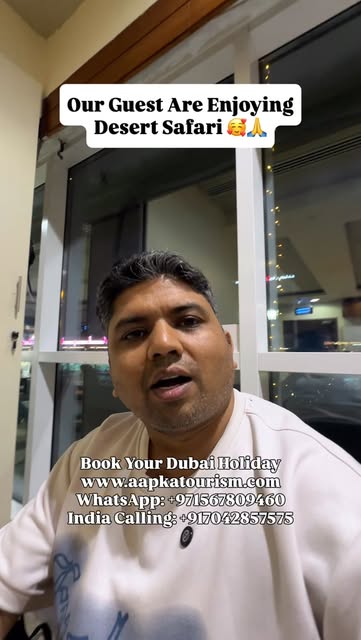 Our Guest Are Enjoying
Desert Safari 🥰🙏
Book Your Dubai Holiday
www.aapkatourism.com
WhatsApp: +971567809460
India Calling: +917042857575